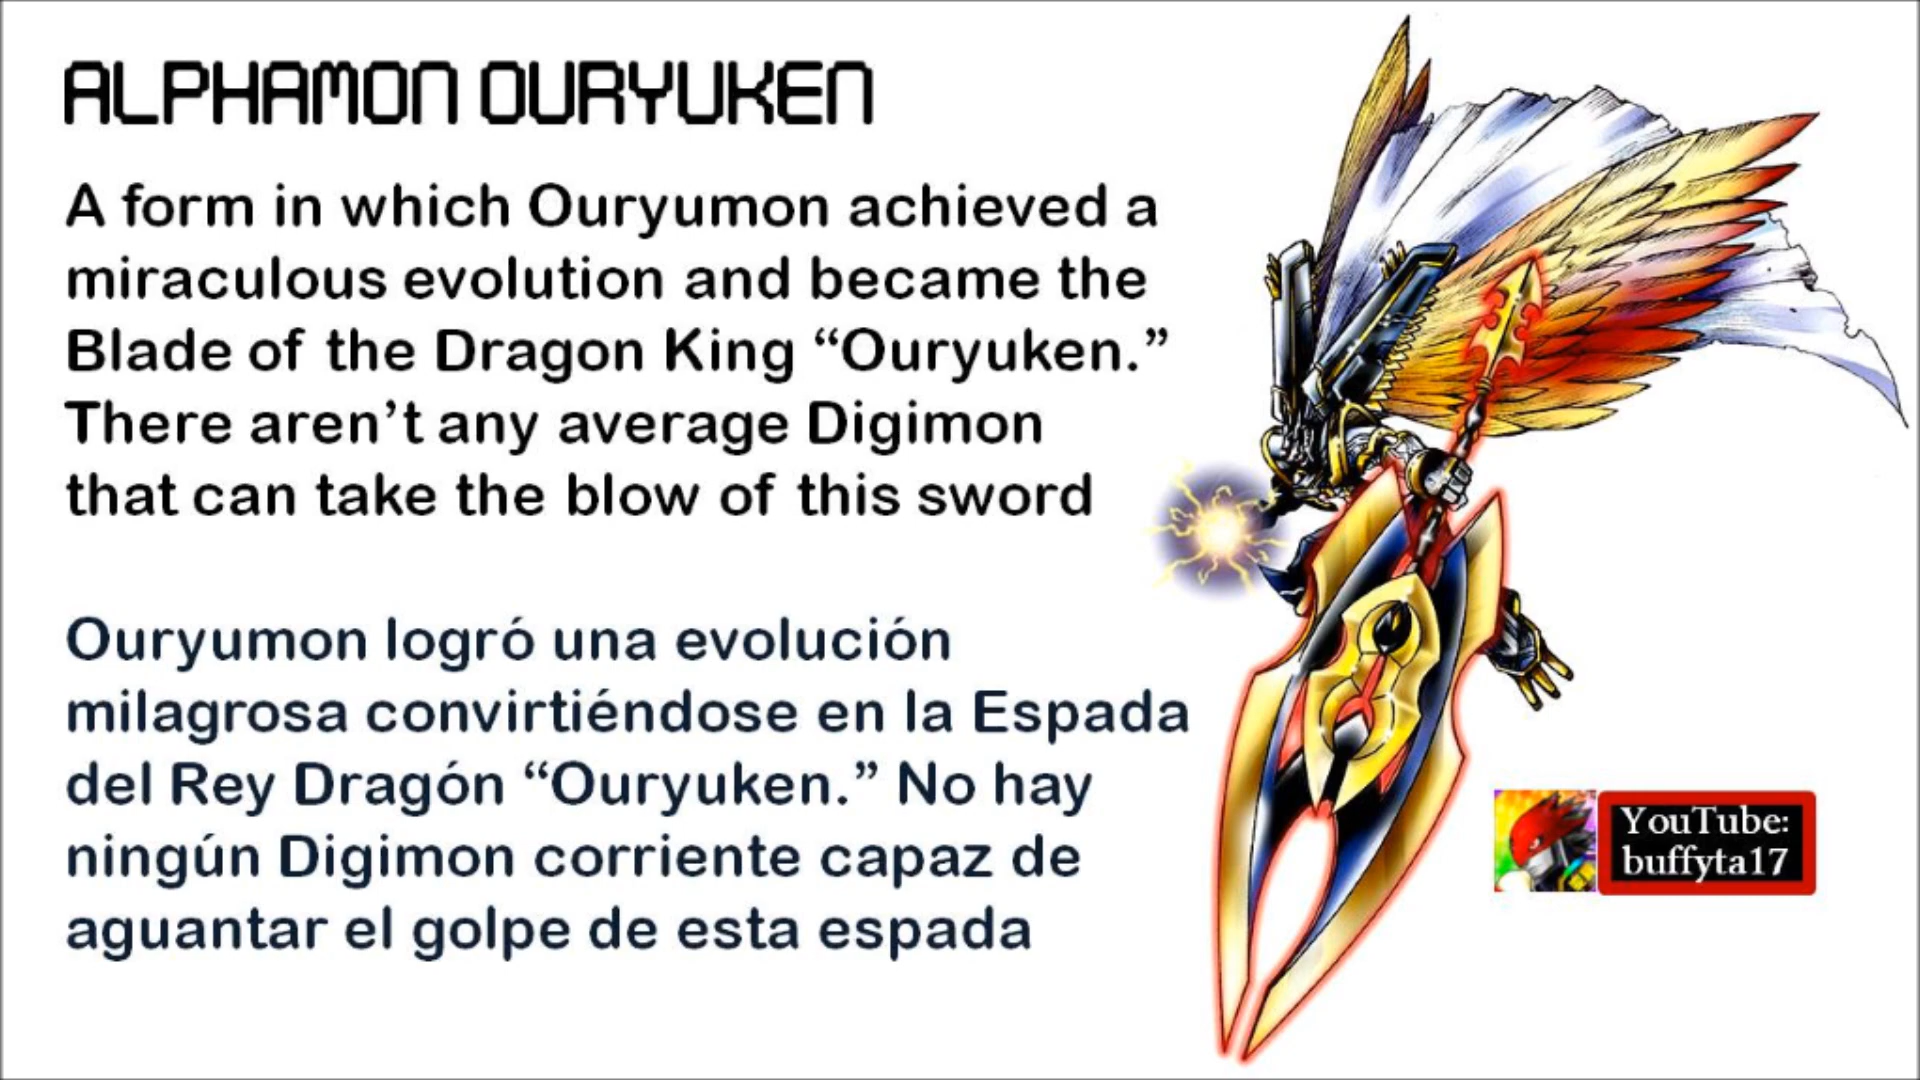 ALPHAMON OURYUKEN
A form in which Ouryumon achieved a
miraculous evolution and became the
Blade of the Dragon King “Ouryuken.”
There aren’t any average Digimon
that can take the blow of this sword
Ouryumon logró una evolución
milagrosa convirtiéndose en la Espada
del Rey Dragón “Ouryuken.” No hay
ningún Digimon corriente capaz de
aguantar el golpe de esta espada
YouTube:
buffyta17